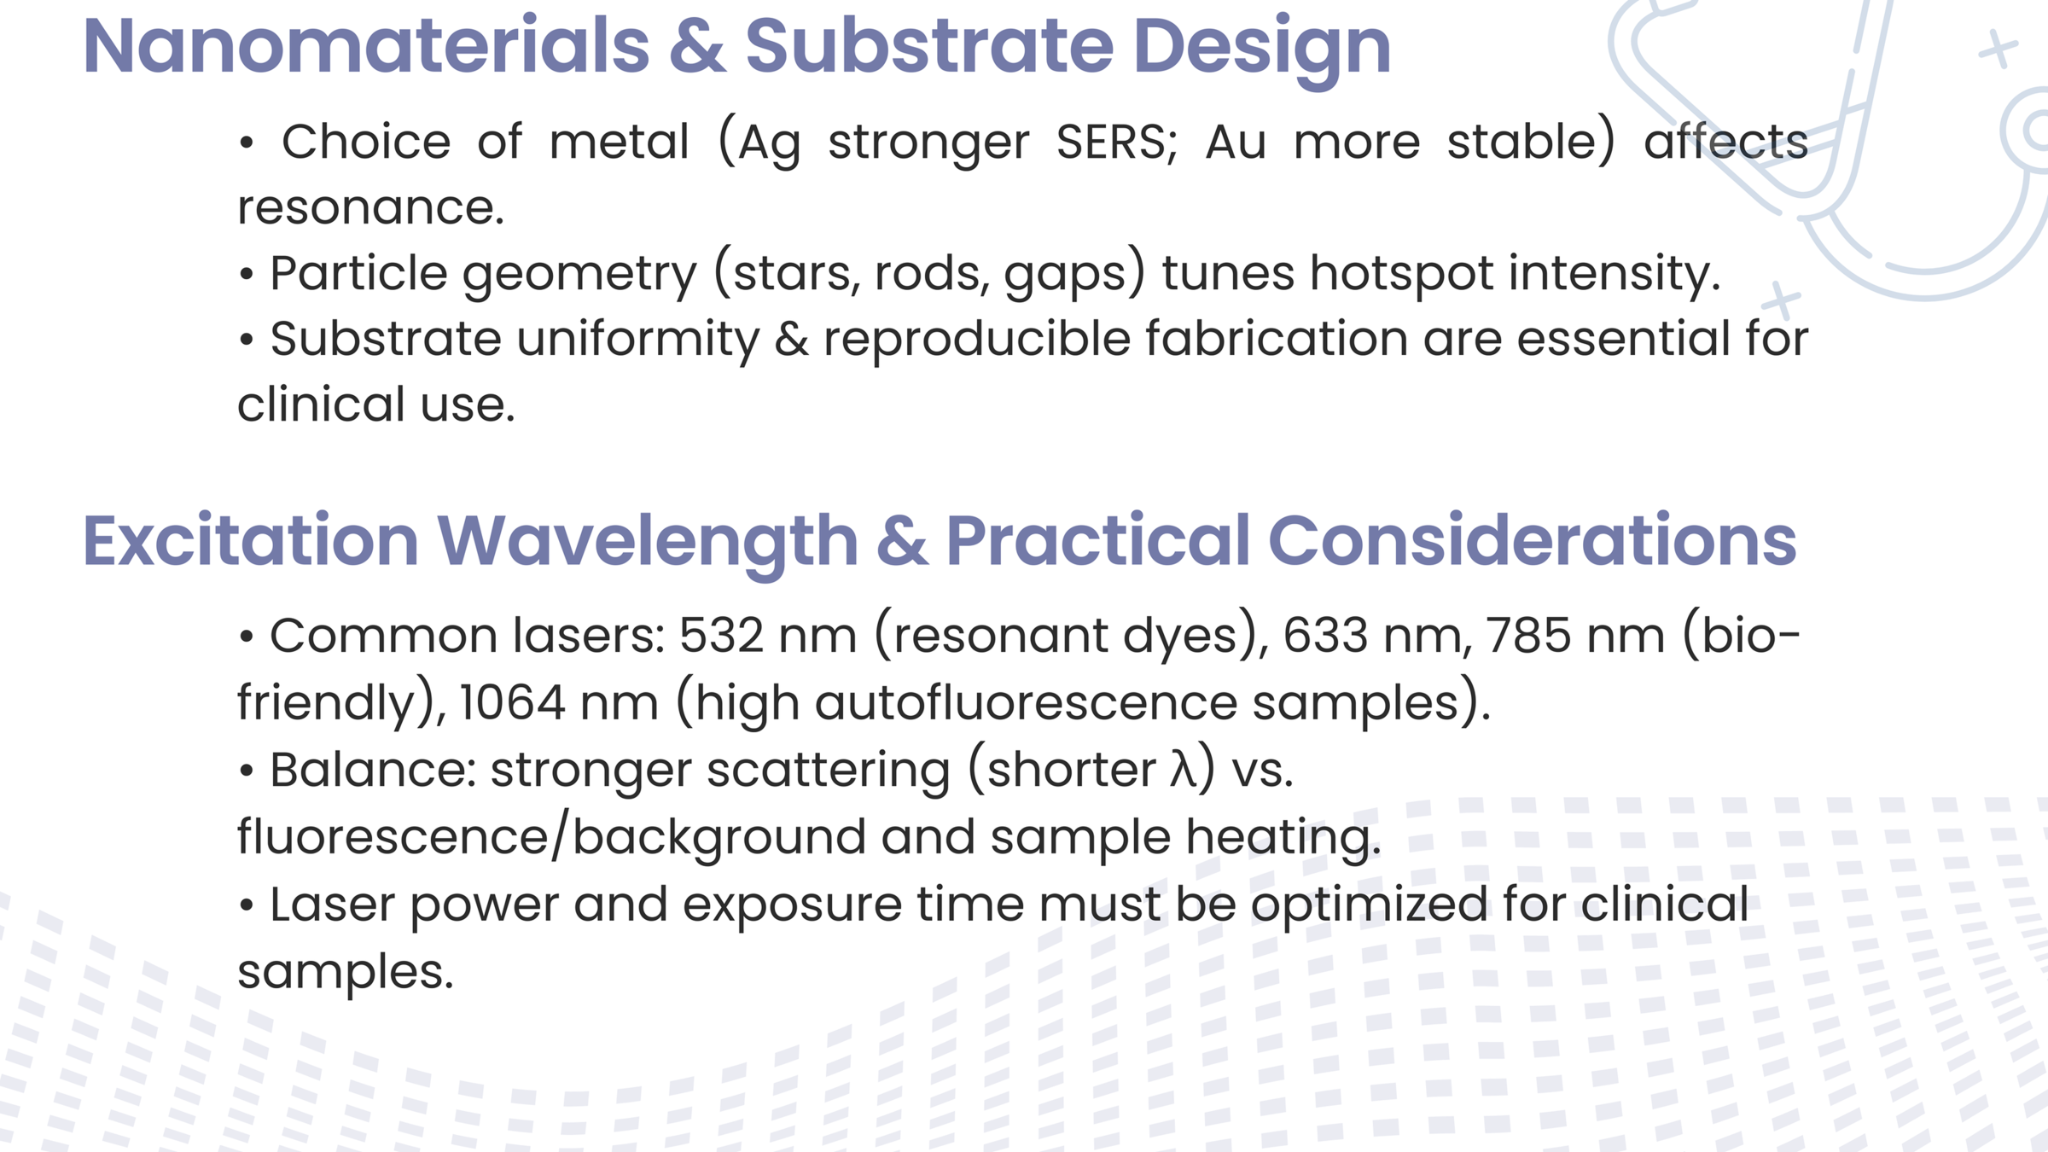 Nanomaterials & Substrate Design
• Choice of metal (Ag stronger SERS; Au more stable) affects
resonance.
• Particle geometry (stars, rods, gaps) tunes hotspot intensity.
• Substrate uniformity & reproducible fabrication are essential for
clinical use.
Excitation Wavelength & Practical Considerations
• Common lasers: 532 nm (resonant dyes), 633 nm, 785 nm (bio-
friendly), 1064 nm (high autofluorescence samples).
• Balance: stronger scattering (shorter λ) vs.
fluorescence/background and sample heating.
• Laser power and exposure time must be optimized for clinical
samples.